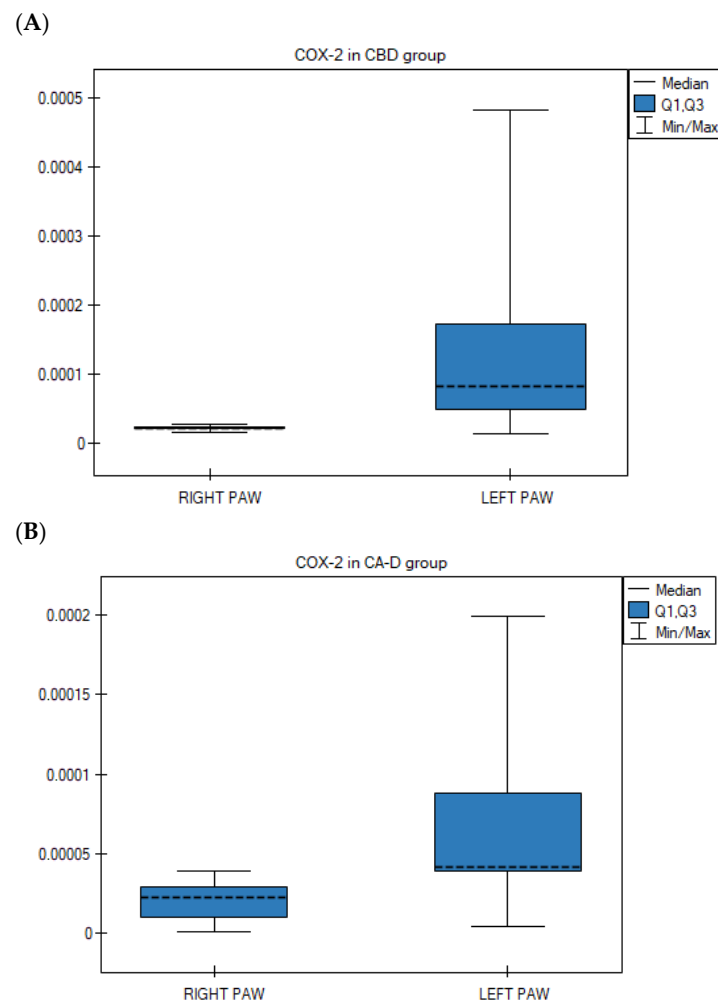 (A)
COX-2 in CBD group
Median
Q1,Q3
Min/Max
0.0005
0.0004
0.0003
0.0002
0.0001
0
RIGHT PAW LEFT PAW
(B)
COX-2 in CA-D group
Median
Q1,Q3
Min/Max
0.0002
0.00015
0.0001
0.00005
0
RIGHT PAW LEFT PAW